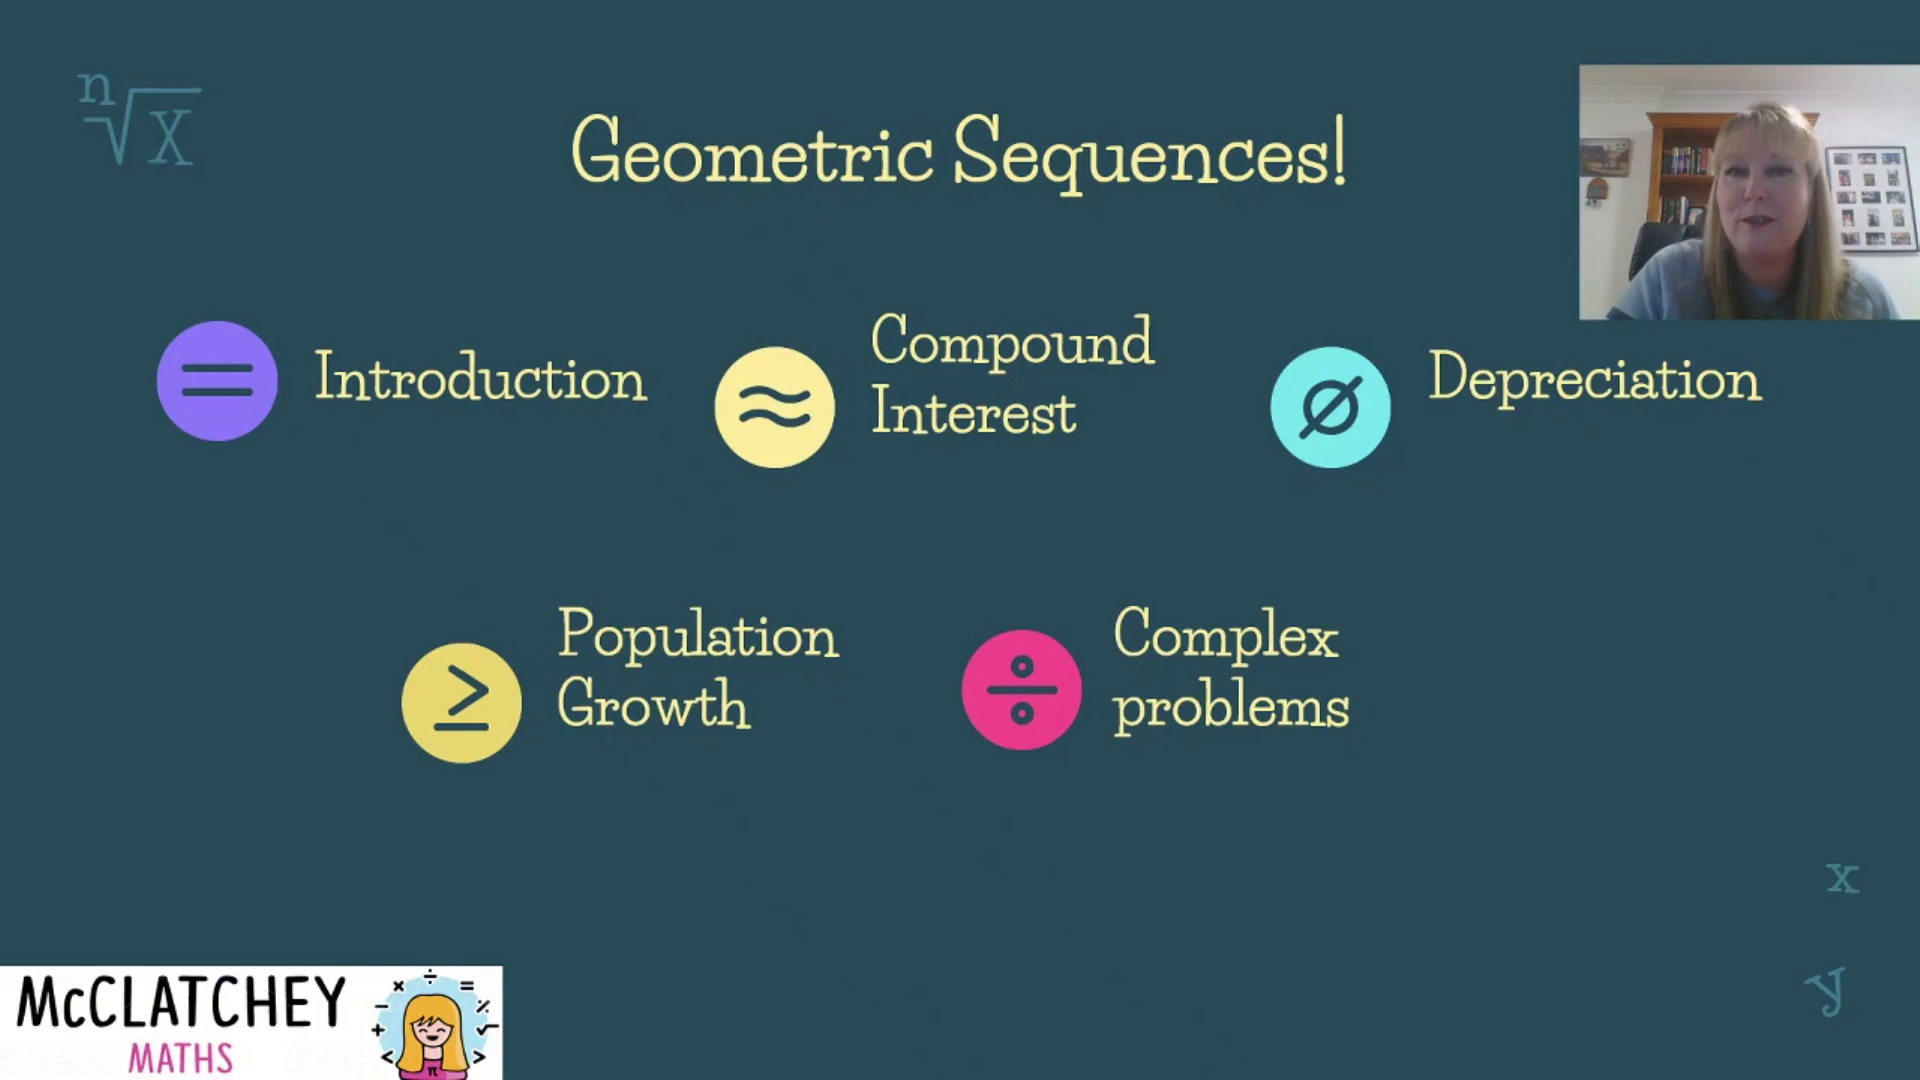 n
√x
Geometric Sequences!
Introduction
Compound
Interest
Depreciation
Population
Growth
Complex
problems
x
y
McCLATCHEY
MATHS
π